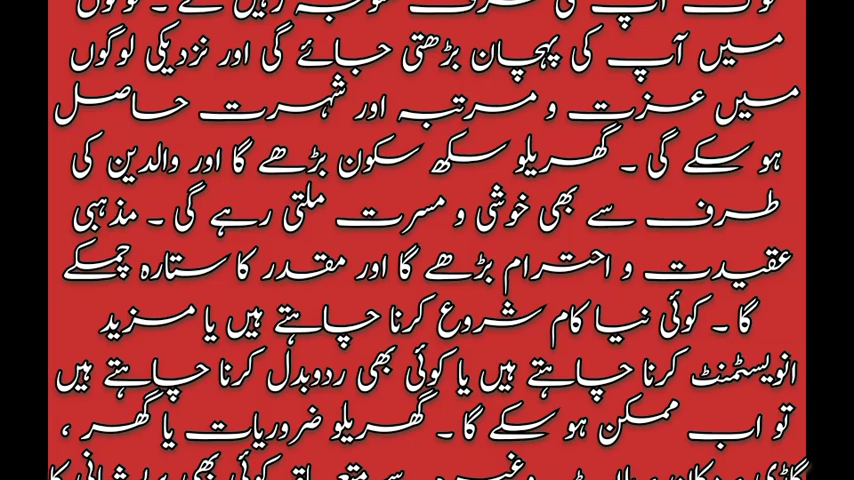 میں آپ کی پہچان بڑھتی جائے گی اور نزدیکی لوگوں
میں عزت و مرتبہ اور شہرت حاصل
ہو سکے گی ۔ گھریلو سکھ سکون بڑھے گا اور والدین کی
طرف سے بھی خوشی و مسرت ملتی رہے گی ۔ مذہبی
عقیدت و احترام بڑھے گا اور مقدر کا ستارہ چمکے
گا ۔ کوئی نیا کام شروع کرنا چاہتے ہیں یا مزید
انویسٹمنٹ کرنا چاہتے ہیں یا کوئی بھی ردوبدل کرنا چاہتے ہیں
تو اب ممکن ہو سکے گا ۔ گھریلو ضروریات یا گھر ،